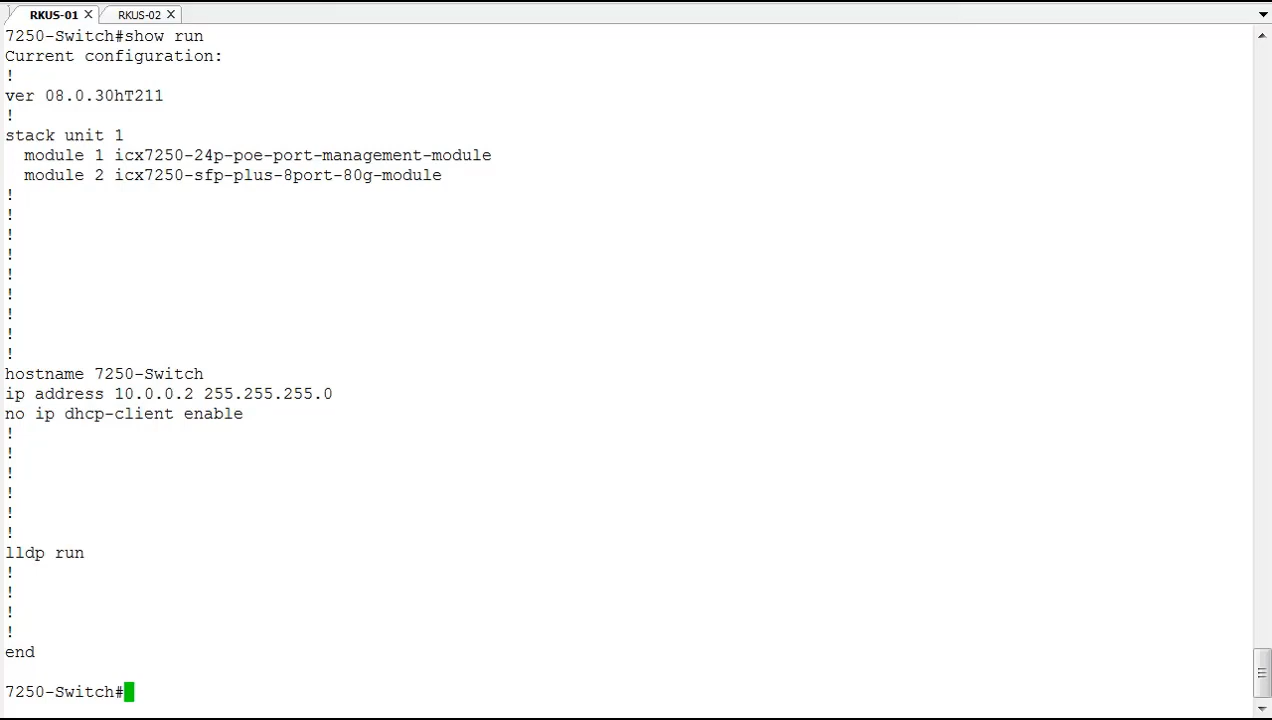 RKUS-01 X RKUS-02 X
7250-Switch#show run
Current configuration:
!
ver 08.0.30hT211
!
stack unit 1
  module 1 icx7250-24p-poe-port-management-module
  module 2 icx7250-sfp-plus-8port-80g-module
!
!
!
!
!
!
!
!
!
hostname 7250-Switch
ip address 10.0.0.2 255.255.255.0
no ip dhcp-client enable
!
!
!
!
!
!
lldp run
!
!
!
!
end
7250-Switch#